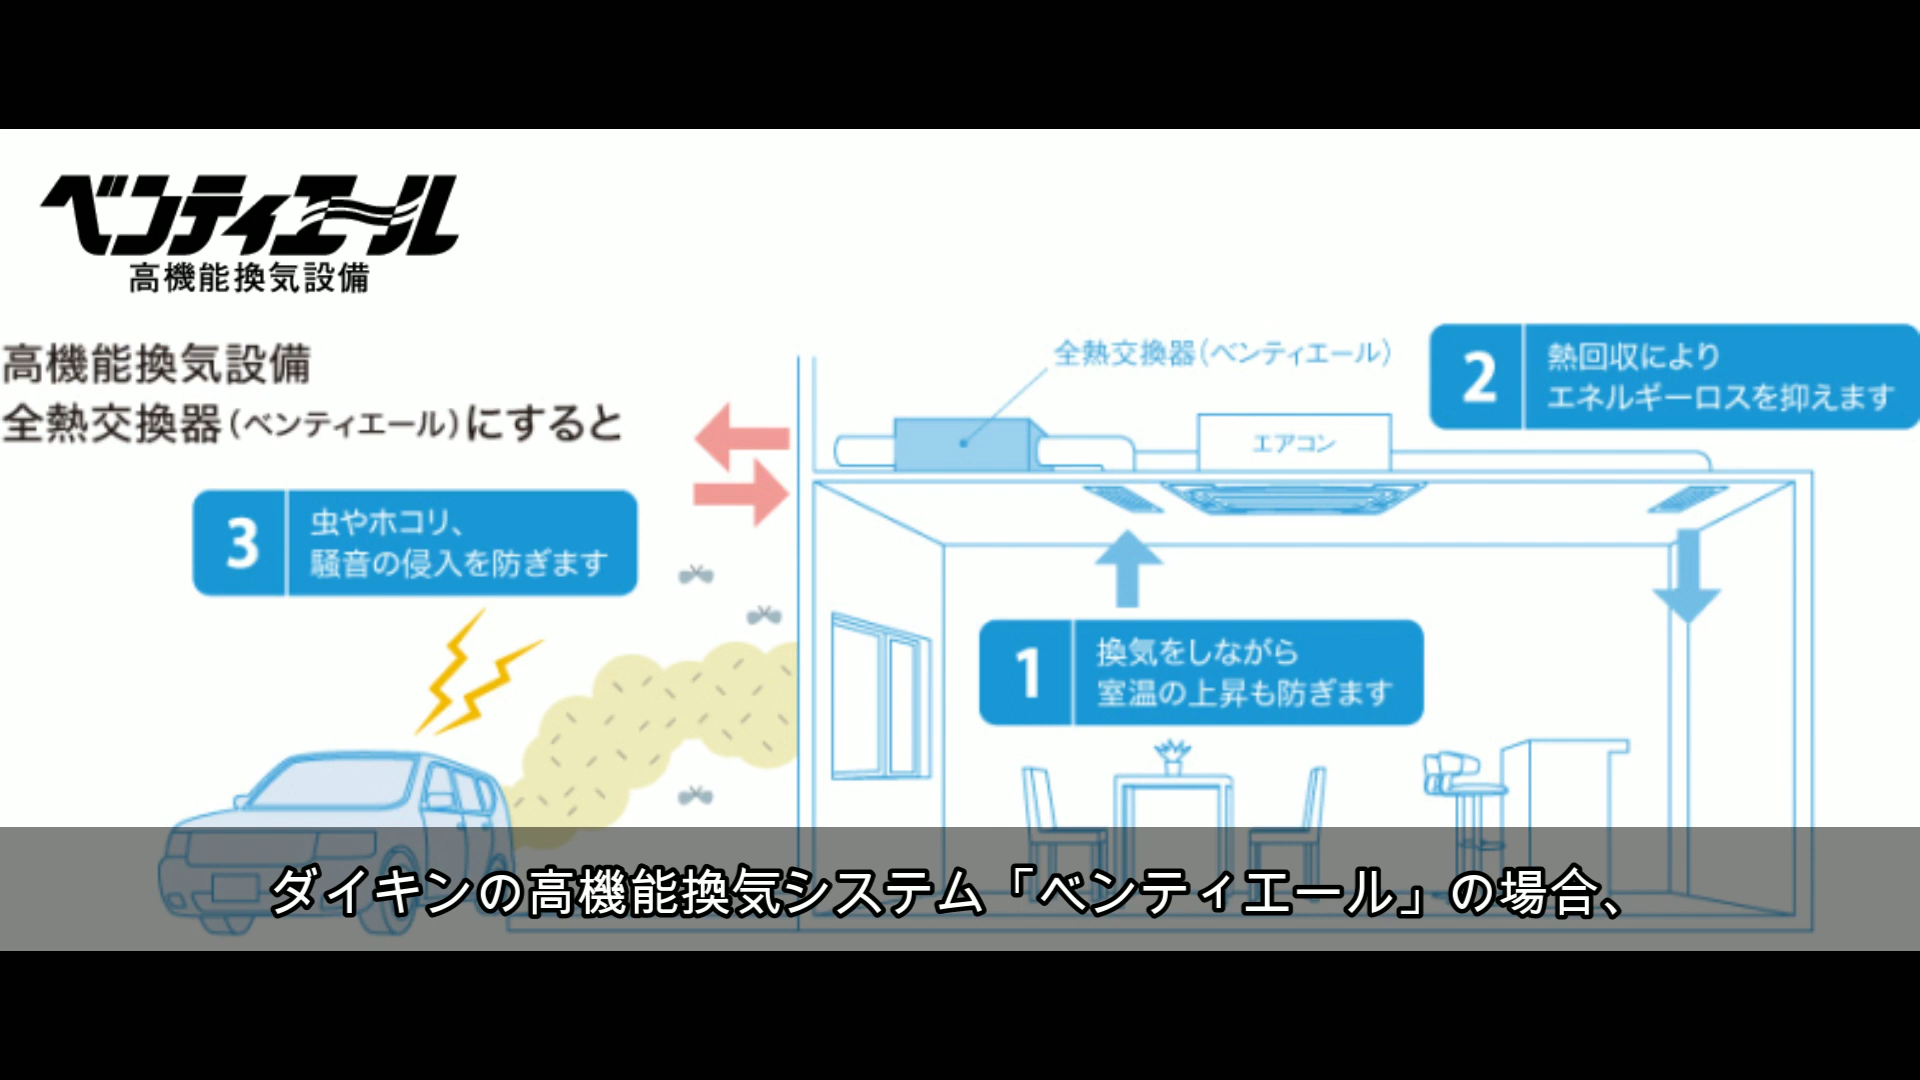 ベンティエール
高機能換気設備
高機能換気設備
全熱交換器(ベンティエール)にすると
全熱交換器(ベンティエール)
エアコン
2
熱回収により
エネルギーロスを抑えます
3
虫やホコリ、
騒音の侵入を防ぎます
1
換気をしながら
室温の上昇も防ぎます
ダイキンの高機能換気システム「ベンティエール」の場合、